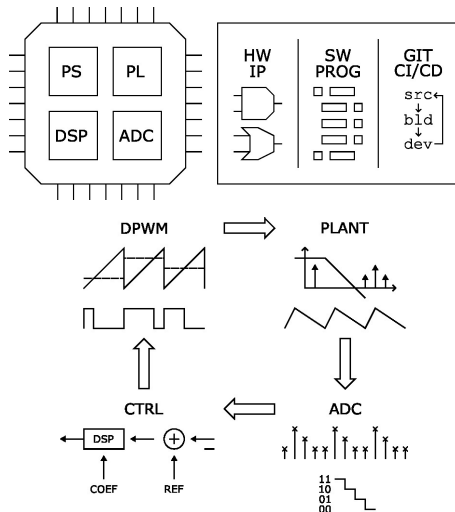 PS PL
DSP ADC
HW
IP
SW
PROG
GIT
CI/CD
src
bld
dev
DPWM
PLANT
CTRL
ADC
DSP
COEF
REF
11
10
01
00